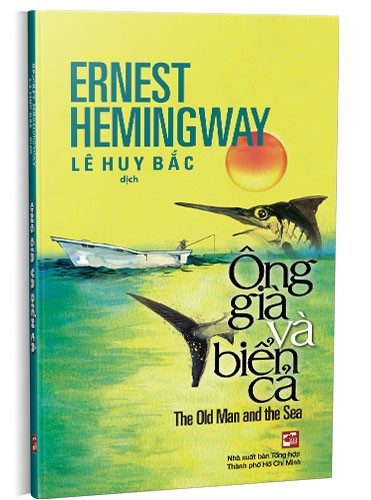 ERNEST
HEMINGWAY
LÊ HUY BẮC
dịch
Ông
già
và
biển
cả
The Old Man and the Sea
Nhà xuất bản Tổng hợp
Thành phố Hồ Chí Minh